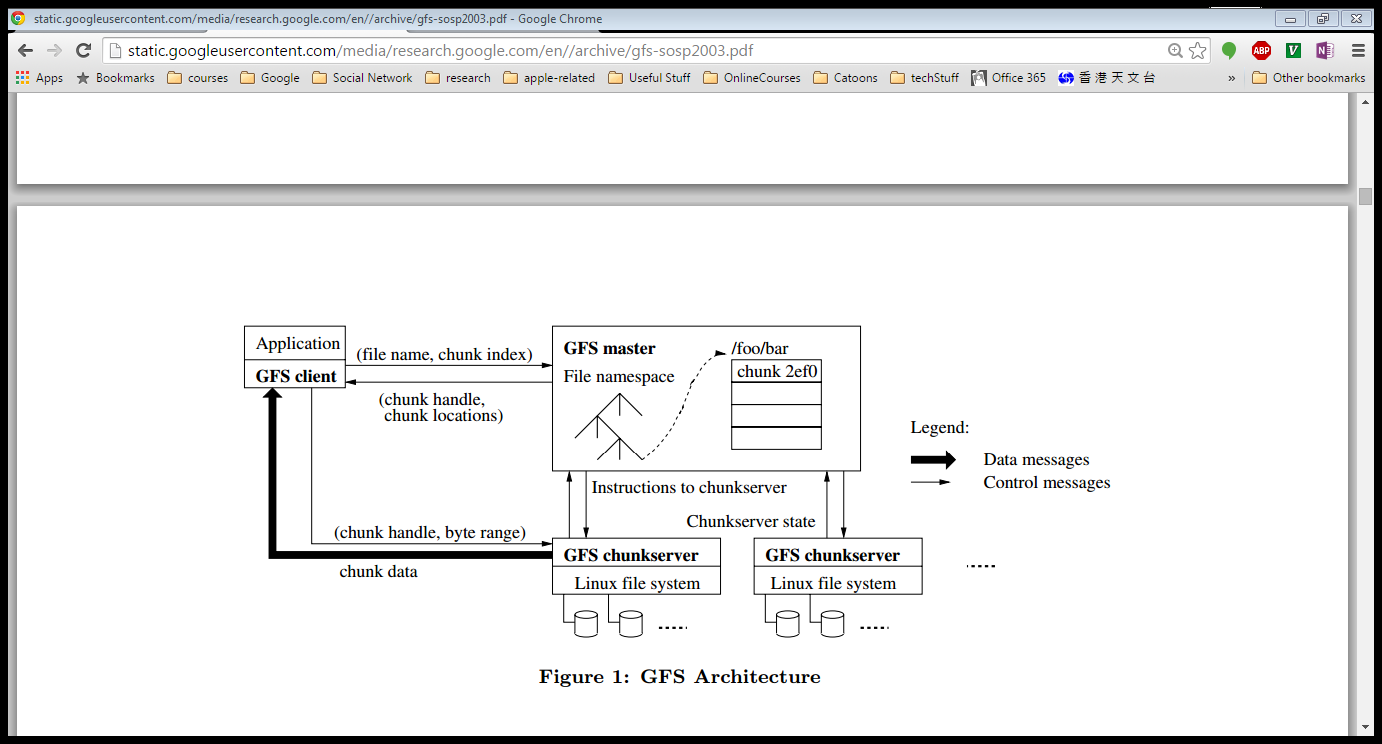 static.googleusercontent.com/media/research.google.com/en//archive/gfs-sosp2003.pdf - Google Chrome
static.googleusercontent.com/media/research.google.com/en//archive/gfs-sosp2003.pdf
ABP
V
N
Apps
Bookmarks
courses
Google
Social Network
research
apple-related
Useful Stuff
OnlineCourses
Catoons
techStuff
Office 365
香港天文台
»
Other bookmarks
Application
GFS client
(file name, chunk index)
(chunk handle,
chunk locations)
GFS master
File namespace
/foo/bar
chunk 2ef0
Legend:
Data messages
Control messages
Instructions to chunkserver
Chunkserver state
(chunk handle, byte range)
chunk data
GFS chunkserver
Linux file system
GFS chunkserver
Linux file system
Figure 1: GFS Architecture